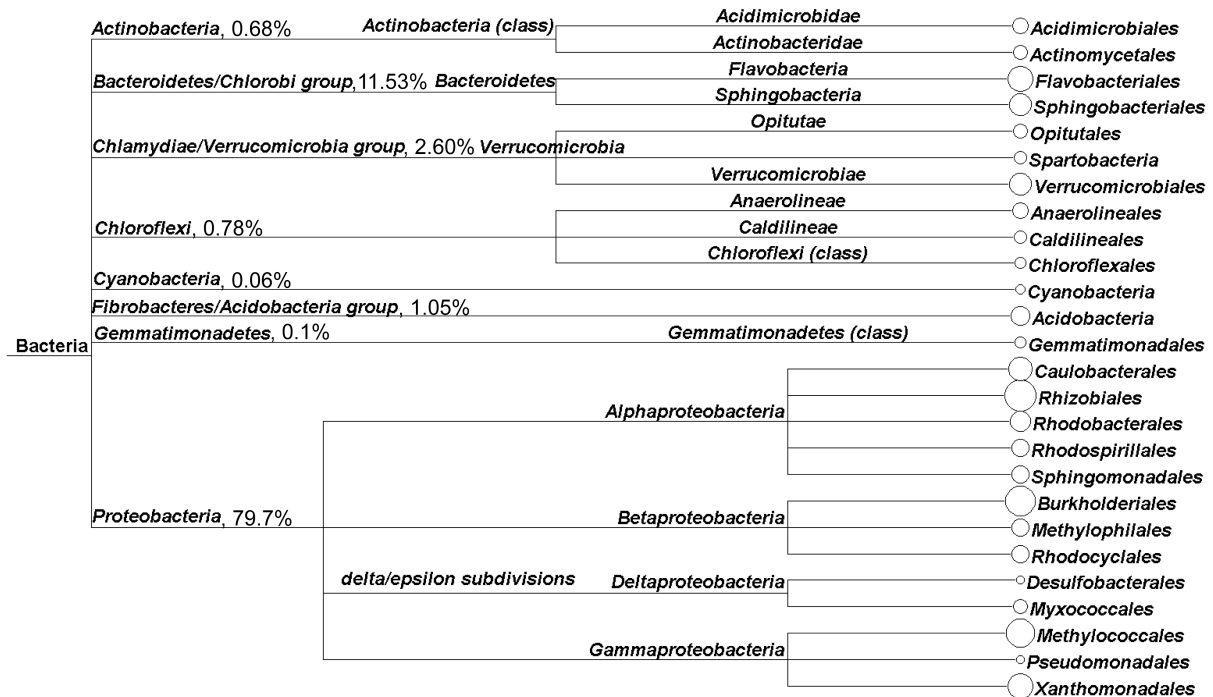 Actinobacteria, 0.68% Actinobacteria (class) Acidimicrobidae Acidimicrobiales
Actinobacteridae Actinomycetales
Bacteroidetes/Chlorobi group,11.53% Bacteroidetes Flavobacteria Flavobacteriales
Sphingobacteria Sphingobacteriales
Opitutae Opitutales
Chlamydiae/Verrucomicrobia group, 2.60% Verrucomicrobia Spartobacteria
Verrucomicrobiae Verrucomicrobiales
Anaerolineae Anaerolineales
Chloroflexi, 0.78% Caldilineae Caldilineales
Chloroflexi (class) Chloroflexales
Cyanobacteria, 0.06% Cyanobacteria
Fibrobacteres/Acidobacteria group, 1.05% Acidobacteria
Gemmatimonadetes, 0.1% Gemmatimonadetes (class) Gemmatimonadales
Bacteria
Caulobacterales
Rhizobiales
Alphaproteobacteria Rhodobacterales
Rhodospirillales
Sphingomonadales
Burkholderiales
Proteobacteria, 79.7% Betaproteobacteria Methylophilales
Rhodocyclales
delta/epsilon subdivisions Deltaproteobacteria Desulfobacterales
Myxococcales
Methylococcales
Gammaproteobacteria Pseudomonadales
Xanthomonadales